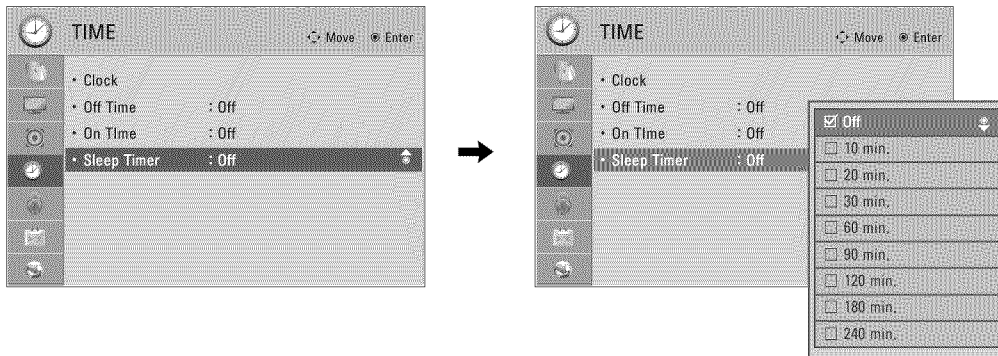 TIME
Move Enter
• Clock
• Off Time : Off
• On TIme : Off
• Sleep Timer : Off
TIME
Move Enter
• Clock
• Off Time : Off
• On TIme : Off
• Sleep Timer : Off
☑ Off
☐ 10 min.
☐ 20 min.
☐ 30 min.
☐ 60 min.
☐ 90 min.
☐ 120 min.
☐ 180 min.
☐ 240 min.